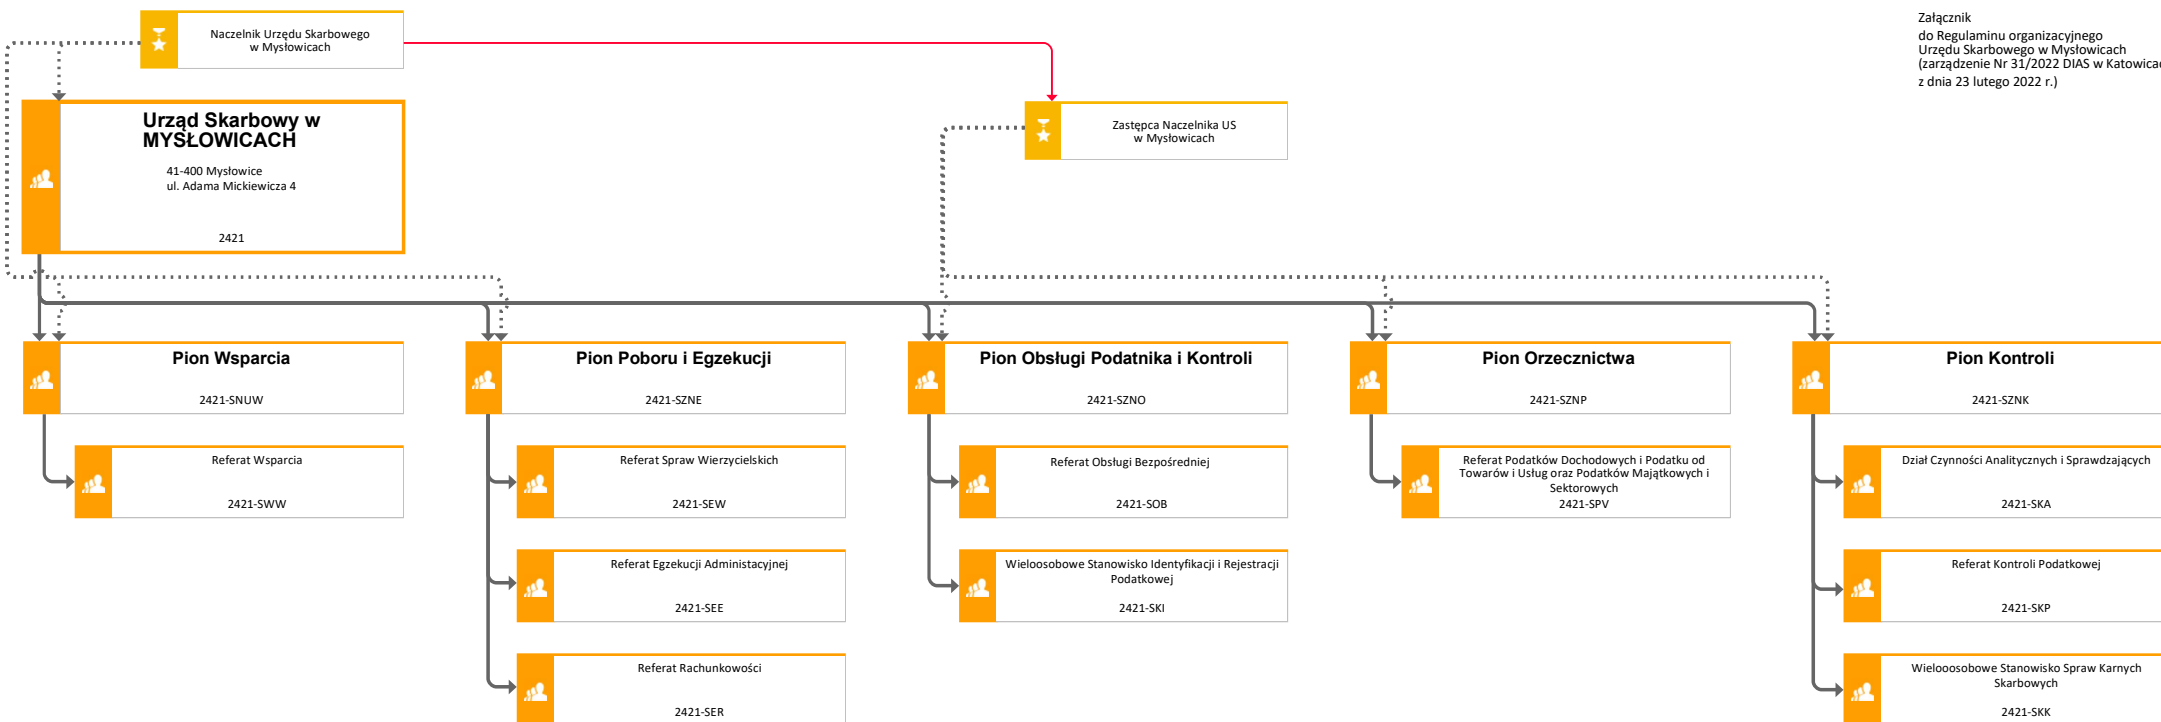 Załącznik
do Regulaminu organizacyjnego
Urzędu Skarbowego w Mysłowicach
(zarządzenie Nr 31/2022 DIAS w Katowicac
z dnia 23 lutego 2022 r.)
Naczelnik Urzędu Skarbowego
w Mysłowicach
Urząd Skarbowy w
MYSŁOWICACH
41-400 Mysłowice
ul. Adama Mickiewicza 4
2421
Zastępca Naczelnika US
w Mysłowicach
Pion Wsparcia
2421-SNUW
Referat Wsparcia
2421-SWW
Pion Poboru i Egzekucji
2421-SZNE
Referat Spraw Wierzycielskich
2421-SEW
Referat Egzekucji Administacyjnej
2421-SEE
Referat Rachunkowości
2421-SER
Pion Obsługi Podatnika i Kontroli
2421-SZNO
Referat Obsługi Bezpośredniej
2421-SOB
Wieloosobowe Stanowisko Identyfikacji i Rejestracji
Podatkowej
2421-SKI
Pion Orzecznictwa
2421-SZNP
Referat Podatków Dochodowych i Podatku od
Towarów i Usług oraz Podatków Majątkowych i
Sektorowych
2421-SPV
Pion Kontroli
2421-SZNK
Dział Czynności Analitycznych i Sprawdzających
2421-SKA
Referat Kontroli Podatkowej
2421-SKP
Wielooosobowe Stanowisko Spraw Karnych
Skarbowych
2421-SKK